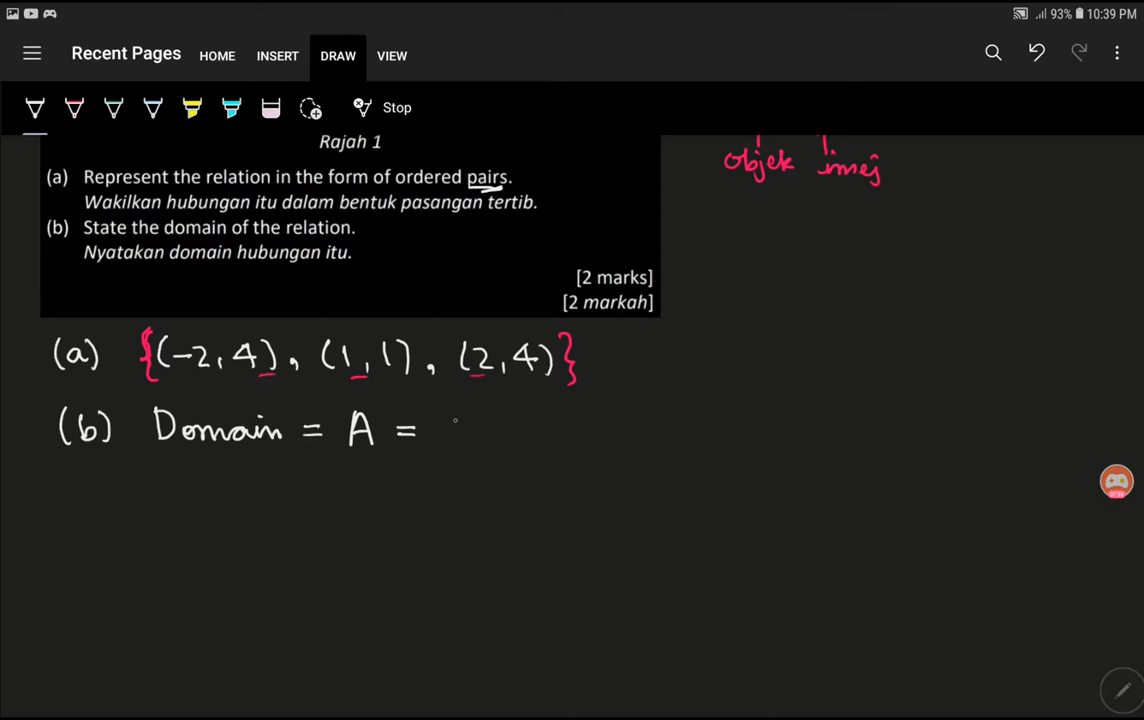 93% 10:39 PM
Recent Pages HOME INSERT DRAW VIEW
Stop
Rajah 1
(a) Represent the relation in the form of ordered pairs.
Wakilkan hubungan itu dalam bentuk pasangan tertib.
(b) State the domain of the relation.
Nyatakan domain hubungan itu.
[2 marks]
[2 markah]
objek imej
(a) {(-2,4), (1,1), (2,4)}
(b) Domain = A =